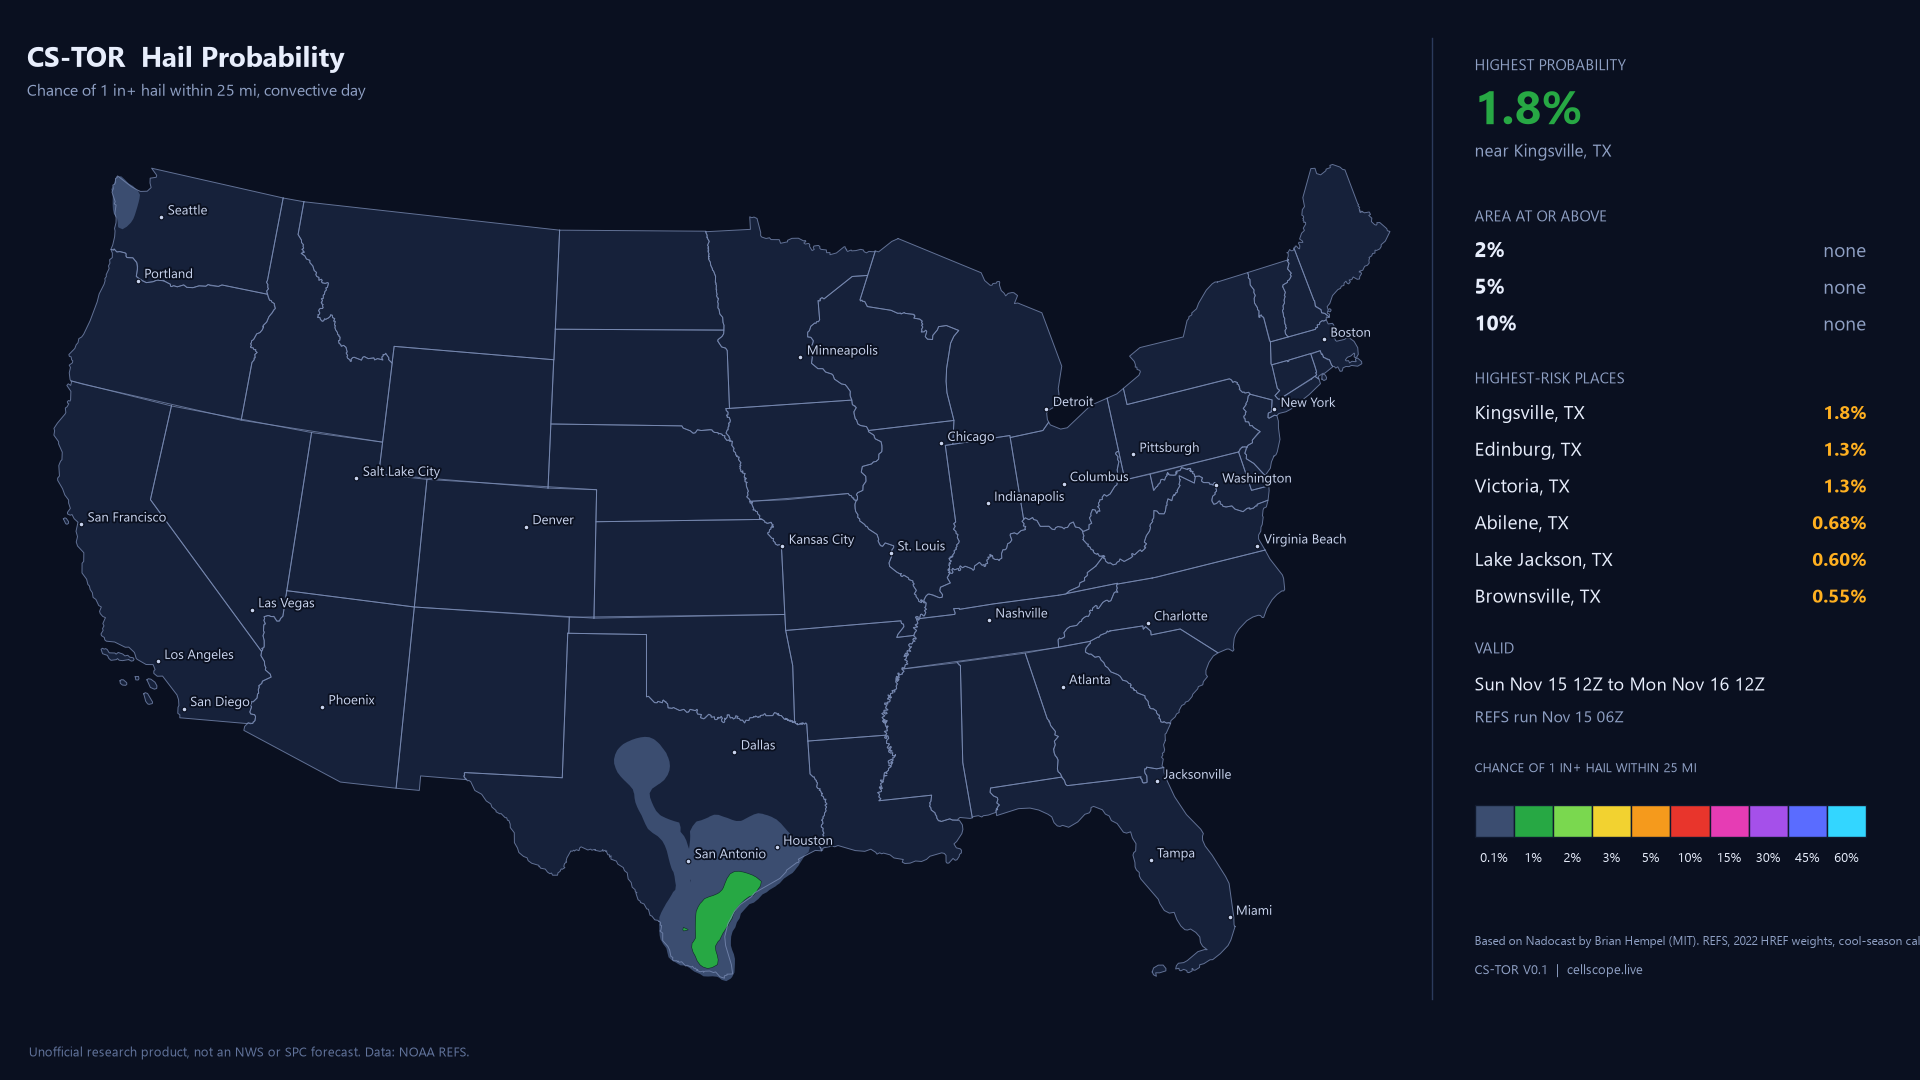 CS-TOR  Hail Probability
Chance of 1 in+ hail within 25 mi, convective day
Seattle
Portland
Minneapolis
Boston
Detroit
New York
Chicago
Pittsburgh
Salt Lake City
Columbus
Washington
Indianapolis
San Francisco
Denver
Kansas City
St. Louis
Virginia Beach
Las Vegas
Nashville
Charlotte
Los Angeles
Atlanta
San Diego
Phoenix
Dallas
Jacksonville
Houston
San Antonio
Tampa
Miami
HIGHEST PROBABILITY
1.8%
near Kingsville, TX
AREA AT OR ABOVE
2% none
5% none
10% none
HIGHEST-RISK PLACES
Kingsville, TX 1.8%
Edinburg, TX 1.3%
Victoria, TX 1.3%
Abilene, TX 0.68%
Lake Jackson, TX 0.60%
Brownsville, TX 0.55%
VALID
Sun Nov 15 12Z to Mon Nov 16 12Z
REFS run Nov 15 06Z
CHANCE OF 1 IN+ HAIL WITHIN 25 MI
0.1% 1% 2% 3% 5% 10% 15% 30% 45% 60%
Based on Nadocast by Brian Hempel (MIT). REFS, 2022 HREF weights, cool-season cal
CS-TOR V0.1 | cellscope.live
Unofficial research product, not an NWS or SPC forecast. Data: NOAA REFS.